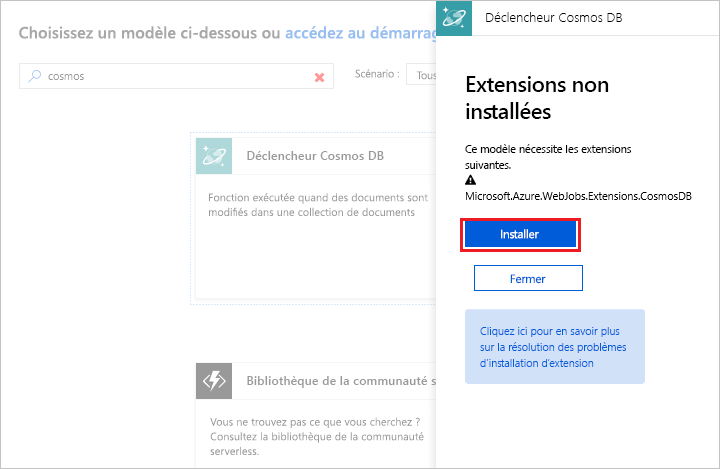 Choisissez un modèle ci-dessous ou accédez au démarrag
cosmos
Scénario :
Tous
Déclencheur Cosmos DB
Fonction exécutée quand des documents sont
modifiés dans une collection de documents
Bibliothèque de la communauté s
Vous ne trouvez pas ce que vous cherchez ?
Consultez la bibliothèque de la communauté
serverless.
Déclencheur Cosmos DB
Extensions non
installées
Ce modèle nécessite les extensions
suivantes.
Microsoft.Azure.WebJobs.Extensions.CosmosDB
Installer
Fermer
Cliquez ici pour en savoir plus
sur la résolution des problèmes
d'installation d'extension